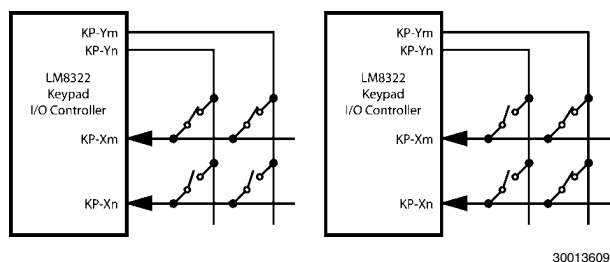 KP-Ym
KP-Yn
LM8322
Keypad
I/O Controller
KP-Xm
KP-Xn
KP-Ym
KP-Yn
LM8322
Keypad
I/O Controller
KP-Xm
KP-Xn
30013609